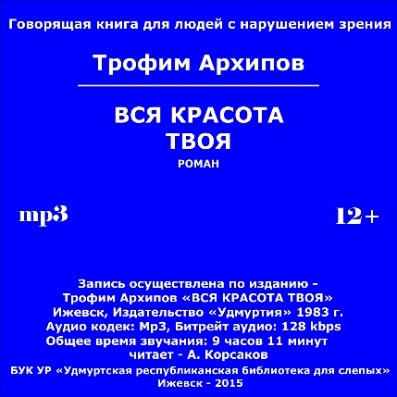 Говорящая книга для людей с нарушением зрения
Трофим Архипов
ВСЯ КРАСОТА
ТВОЯ
РОМАН
mp3 12+
Запись осуществлена по изданию -
Трофим Архипов «ВСЯ КРАСОТА ТВОЯ»
Ижевск, Издательство «Удмуртия» 1983 г.
Аудио кодек: Mp3, Битрейт аудио: 128 kbps
Общее время звучания: 9 часов 11 минут
читает - А. Корсаков
БУК УР «Удмуртская республиканская библиотека для слепых»
Ижевск - 2015